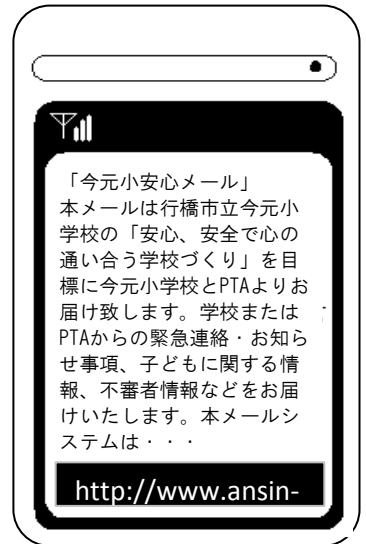 「今元小安心メール」
本メールは行橋市立今元小
学校の「安心、安全で心の
通い合う学校づくり」を目
標に今元小学校とPTAよりお
届け致します。学校または
PTAからの緊急連絡・お知ら
せ事項、子どもに関する情
報、不審者情報などをお届
けいたします。本メールシ
ステムは・・・
http://www.ansin-